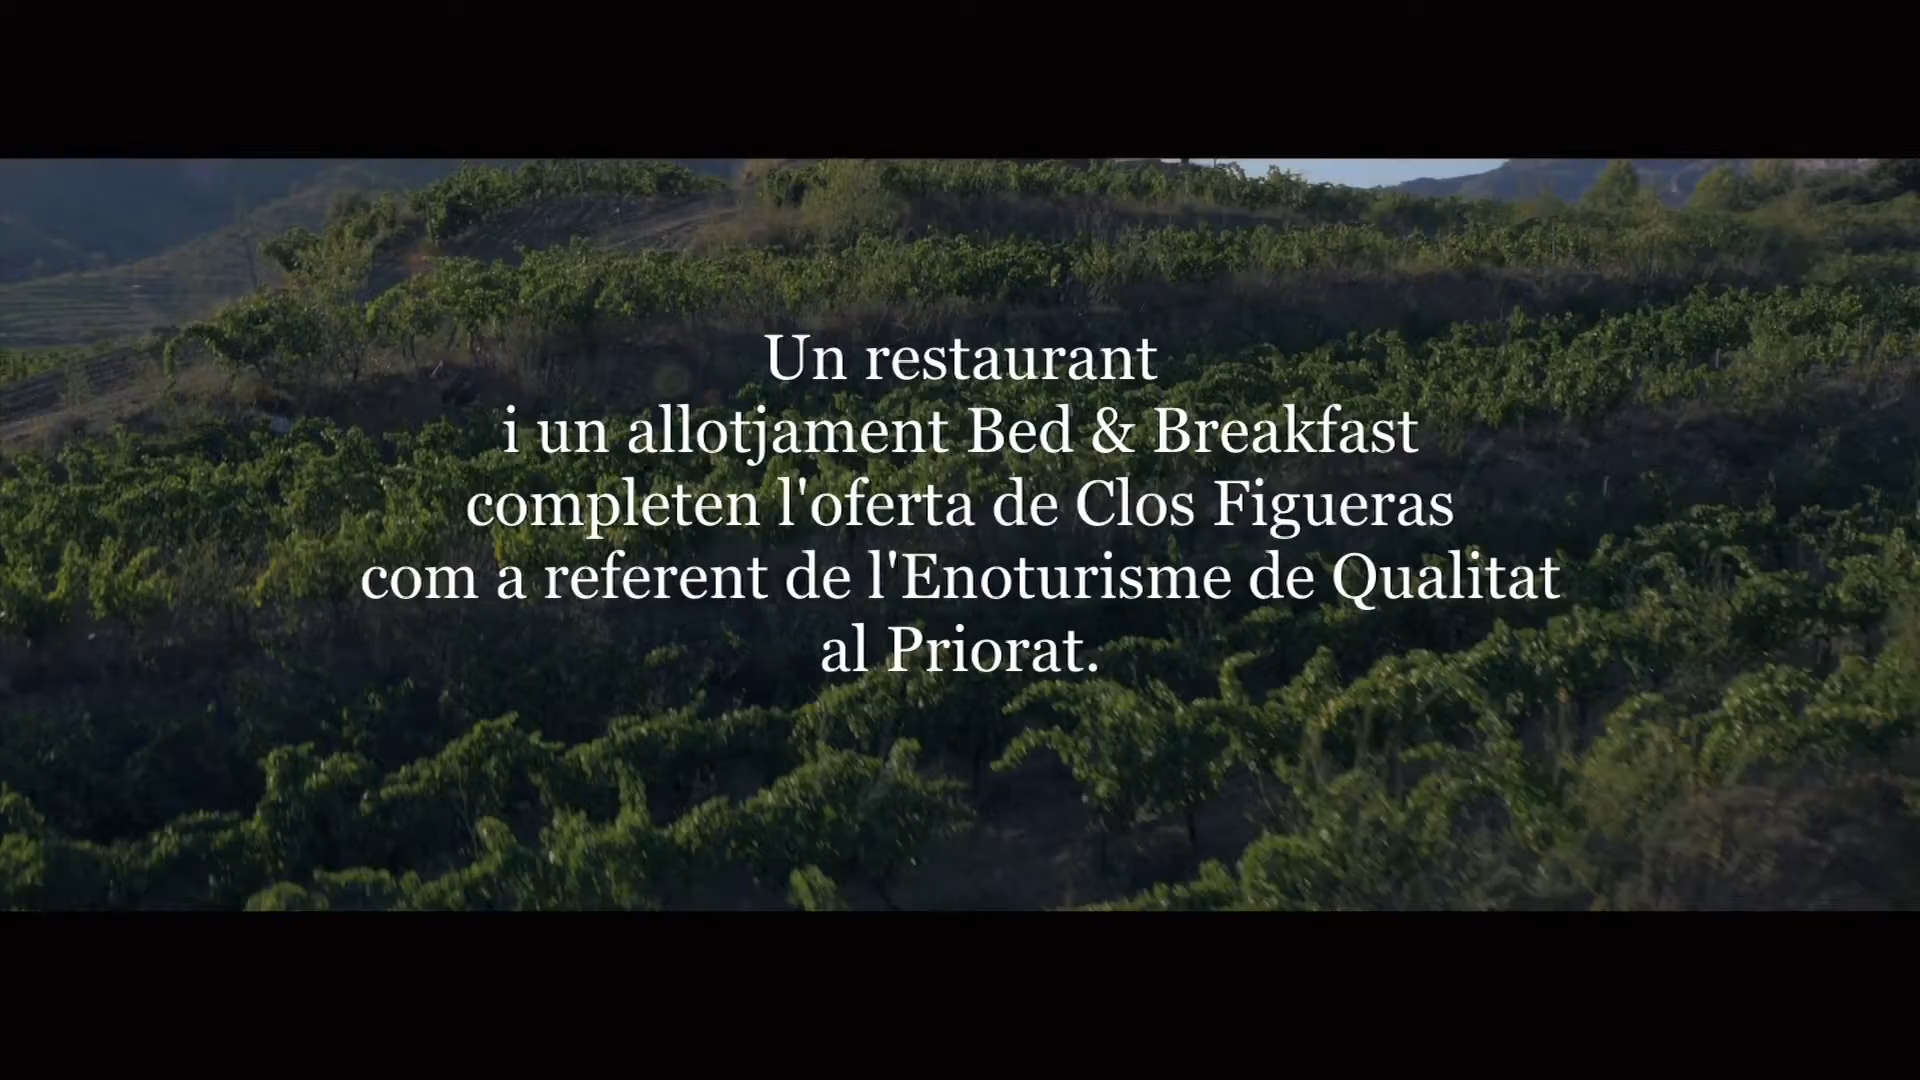 Un restaurant
i un allotjament Bed & Breakfast
completen l'oferta de Clos Figueras
com a referent de l'Enoturisme de Qualitat
al Priorat.